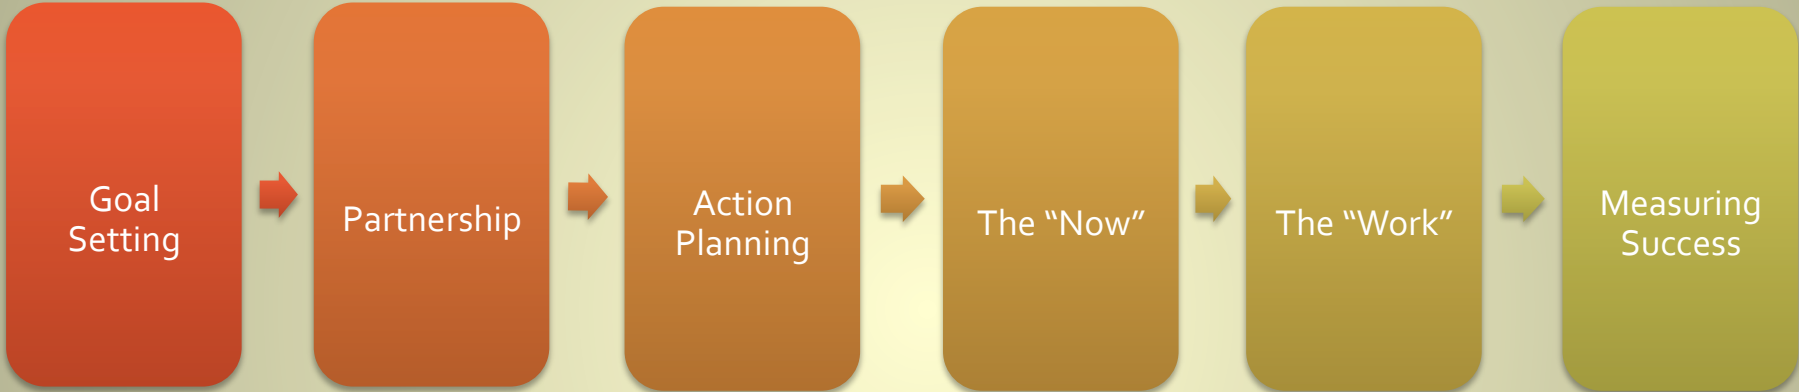 Goal
Setting
Partnership
Action
Planning
The “Now”
The “Work”
Measuring
Success